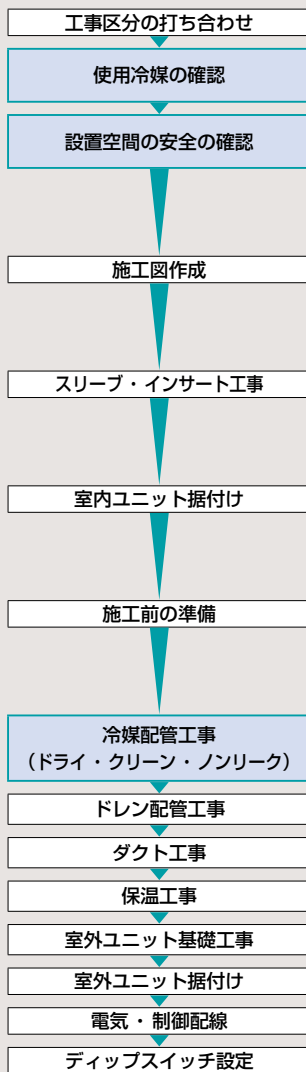 工事区分の打ち合わせ
使用冷媒の確認
設置空間の安全の確認
施工図作成
スリーブ・インサート工事
室内ユニット据付け
施工前の準備
冷媒配管工事
（ドライ・クリーン・ノンリーク）
ドレン配管工事
ダクト工事
保温工事
室外ユニット基礎工事
室外ユニット据付け
電気・制御配線
ディップスイッチ設定